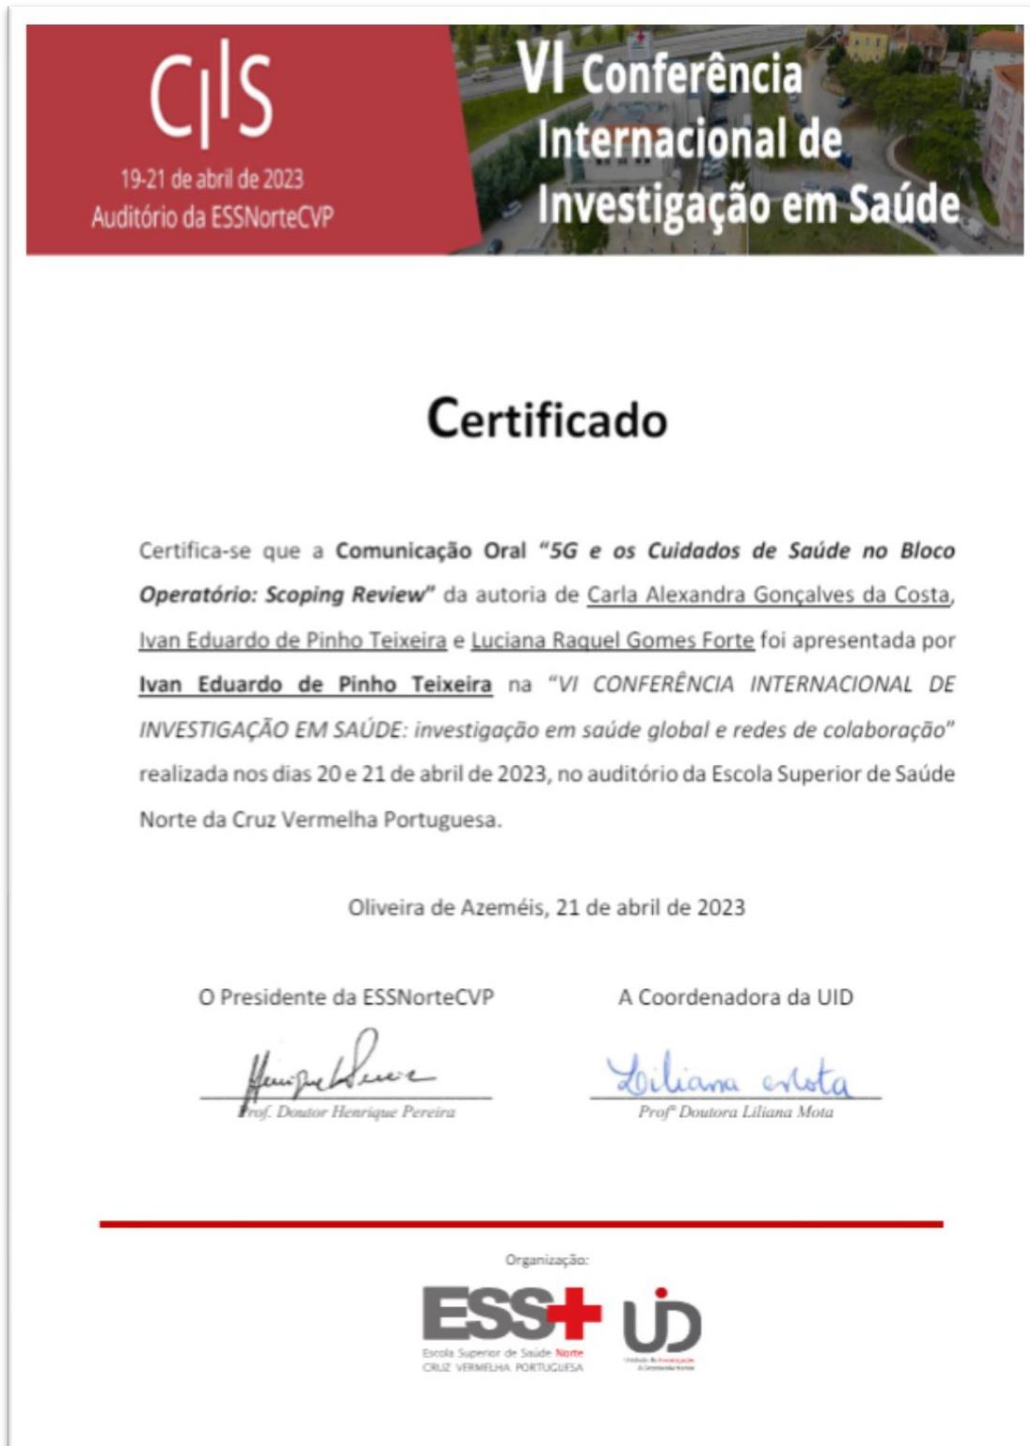 CIIS
19-21 de abril de 2023
Auditório da ESSNorteCVP
VI Conferência
Internacional de
Investigação em Saúde
Certificado
Certifica-se que a Comunicação Oral “5G e os Cuidados de Saúde no Bloco
Operatório: Scoping Review” da autoria de Carla Alexandra Gonçalves da Costa,
Ivan Eduardo de Pinho Teixeira e Luciana Raquel Gomes Forte foi apresentada por
Ivan Eduardo de Pinho Teixeira na “VI CONFERÊNCIA INTERNACIONAL DE
INVESTIGAÇÃO EM SAÚDE: investigação em saúde global e redes de colaboração”
realizada nos dias 20 e 21 de abril de 2023, no auditório da Escola Superior de Saúde
Norte da Cruz Vermelha Portuguesa.
Oliveira de Azeméis, 21 de abril de 2023
O Presidente da ESSNorteCVP
Henrique Pereira
Prof. Doutor Henrique Pereira
A Coordenadora da UID
Liliana Mota
Profª Doutora Liliana Mota
Organização:
ESS
Escola Superior de Saúde Norte
CRUZ VERMELHA PORTUGUESA
UID
Unidade de Investigação